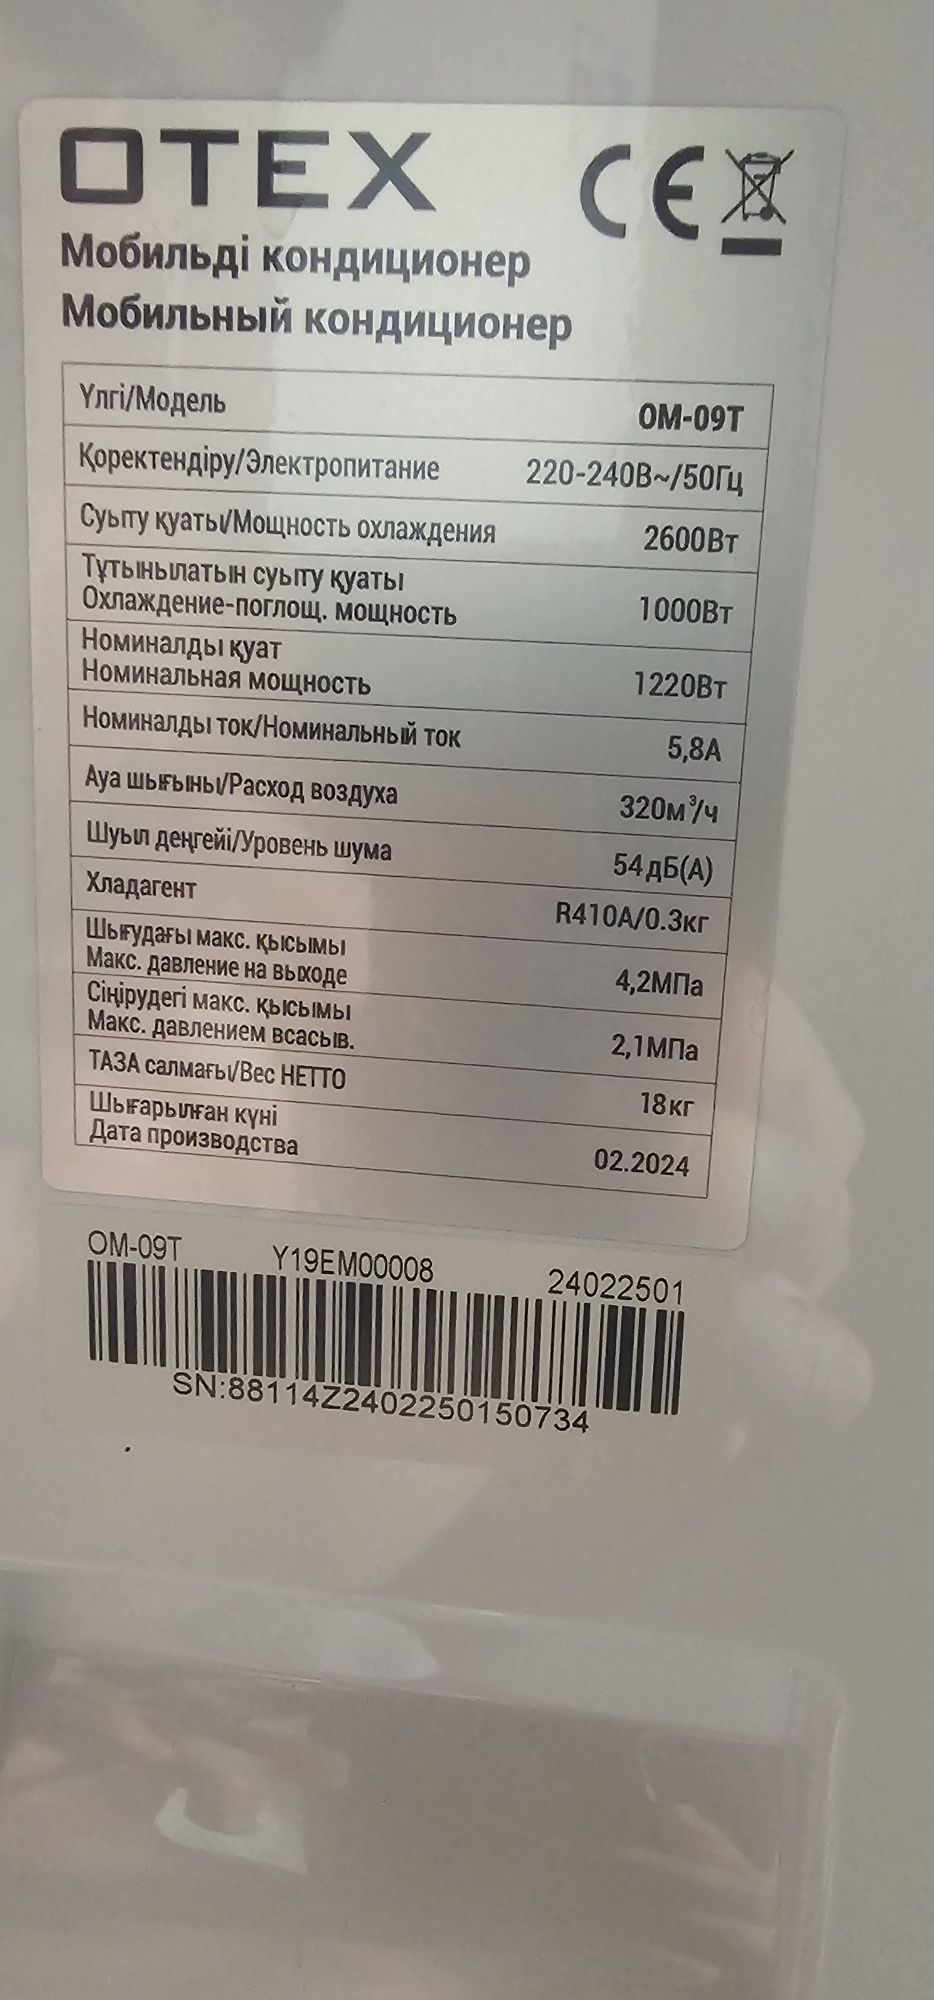 OTEX CE
Мобильді кондиционер
Мобильный кондиционер
Үлгі/Модель OM-09T
Қоректендіру/Электропитание 220-240В~/50Гц
Суыту қуаты/Мощность охлаждения 2600Вт
Тұтынылатын суыту қуаты
Охлаждение-поглощ. мощность 1000Вт
Номиналды қуат
Номинальная мощность 1220Вт
Номиналды ток/Номинальный ток 5,8А
Ауа шығыны/Расход воздуха 320м³/ч
Шуыл деңгейі/Уровень шума 54дБ(А)
Хладагент R410A/0.3кг
Шығудағы макс. қысымы
Макс. давление на выходе 4,2МПа
Сіңірудегі макс. қысымы
Макс. давлением всасыв. 2,1МПа
ТАЗА салмағы/Вес НЕТТО 18кг
Шығарылған күні
Дата производства 02.2024
OM-09T Y19EM00008 24022501
SN:88114Z2402250150734